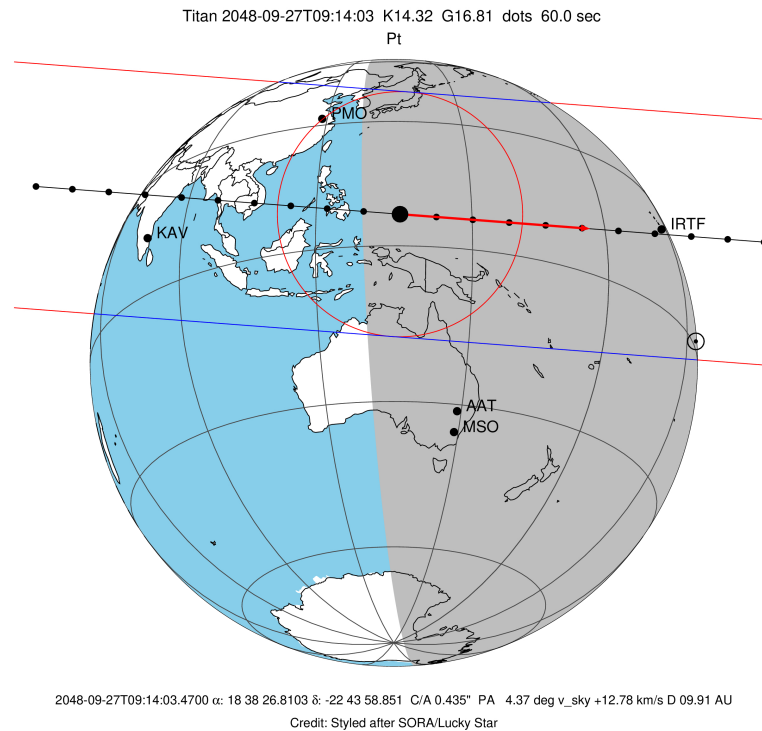 Titan 2048-09-27T09:14:03 K14.32 G16.81 dots 60.0 sec
Pt
PMO
IRTF
KAV
AAT
MSO
2048-09-27T09:14:03.4700 α: 18 38 26.8103 δ: -22 43 58.851 C/A 0.435" PA 4.37 deg v_sky +12.78 km/s D 09.91 AU
Credit: Styled after SORA/Lucky Star